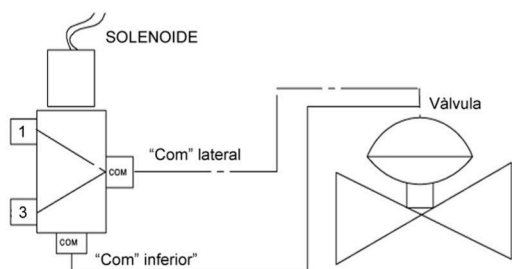 SOLENOIDE
Vàlvula
1
"Com" lateral
COM
3
COM
"Com" inferior"